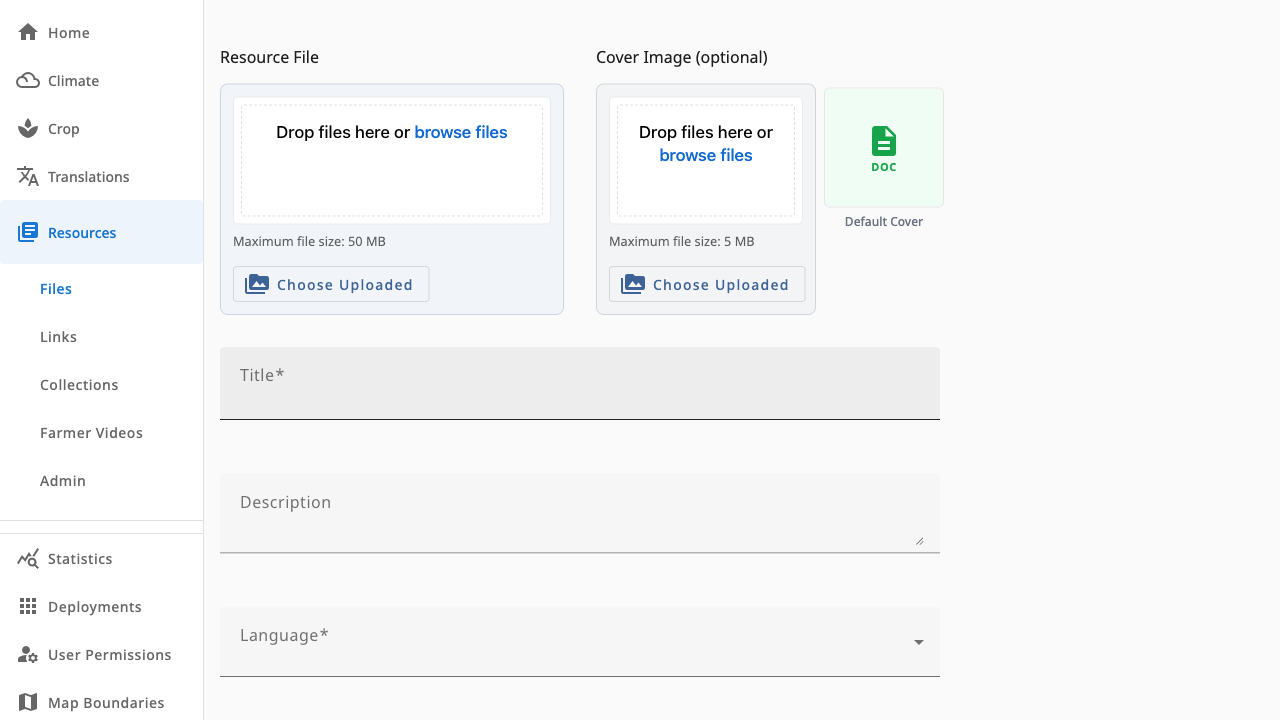 Home
Climate
Crop
Translations
Resources
Files
Links
Collections
Farmer Videos
Admin
Statistics
Deployments
User Permissions
Map Boundaries
Resource File
Drop files here or browse files
Maximum file size: 50 MB
Choose Uploaded
Cover Image (optional)
Drop files here or
browse files
Maximum file size: 5 MB
Choose Uploaded
DOC
Default Cover
Title*
Description
Language*